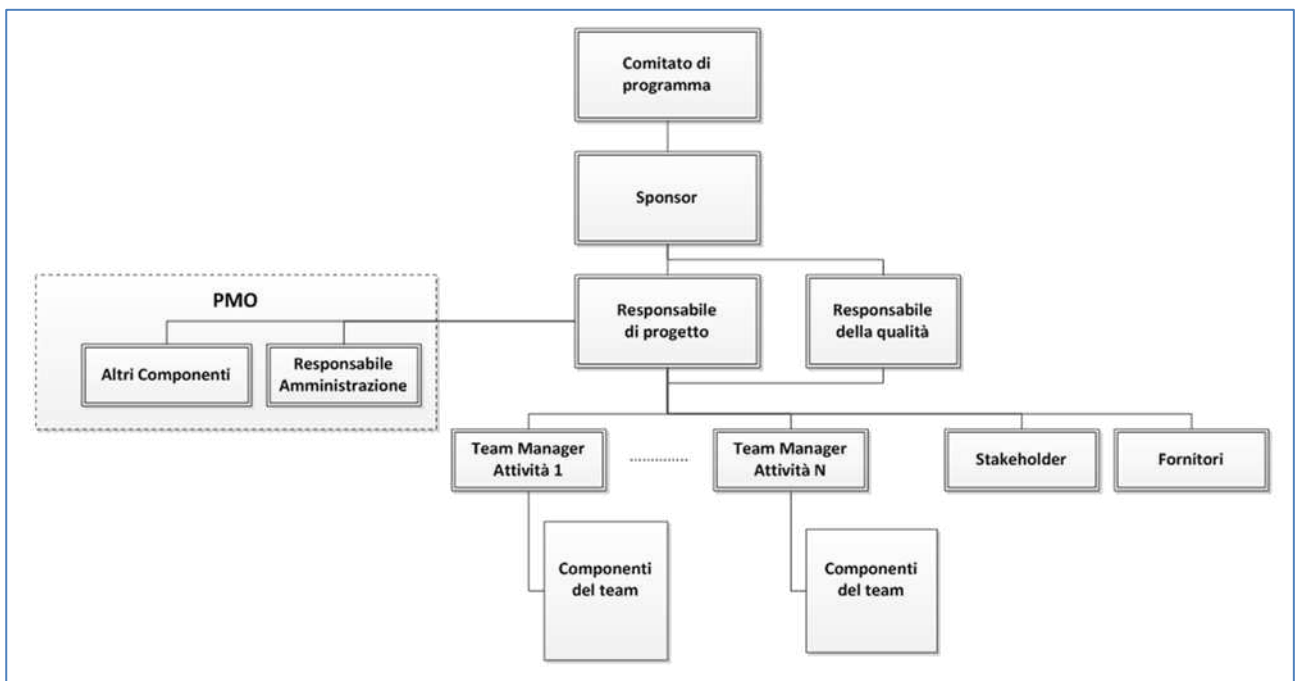 Comitato di
programma
Sponsor
PMO
Responsabile
di progetto
Responsabile
della qualità
Altri Componenti
Responsabile
Amministrazione
Team Manager
Attività 1
...................
Team Manager
Attività N
Stakeholder
Fornitori
Componenti
del team
Componenti
del team